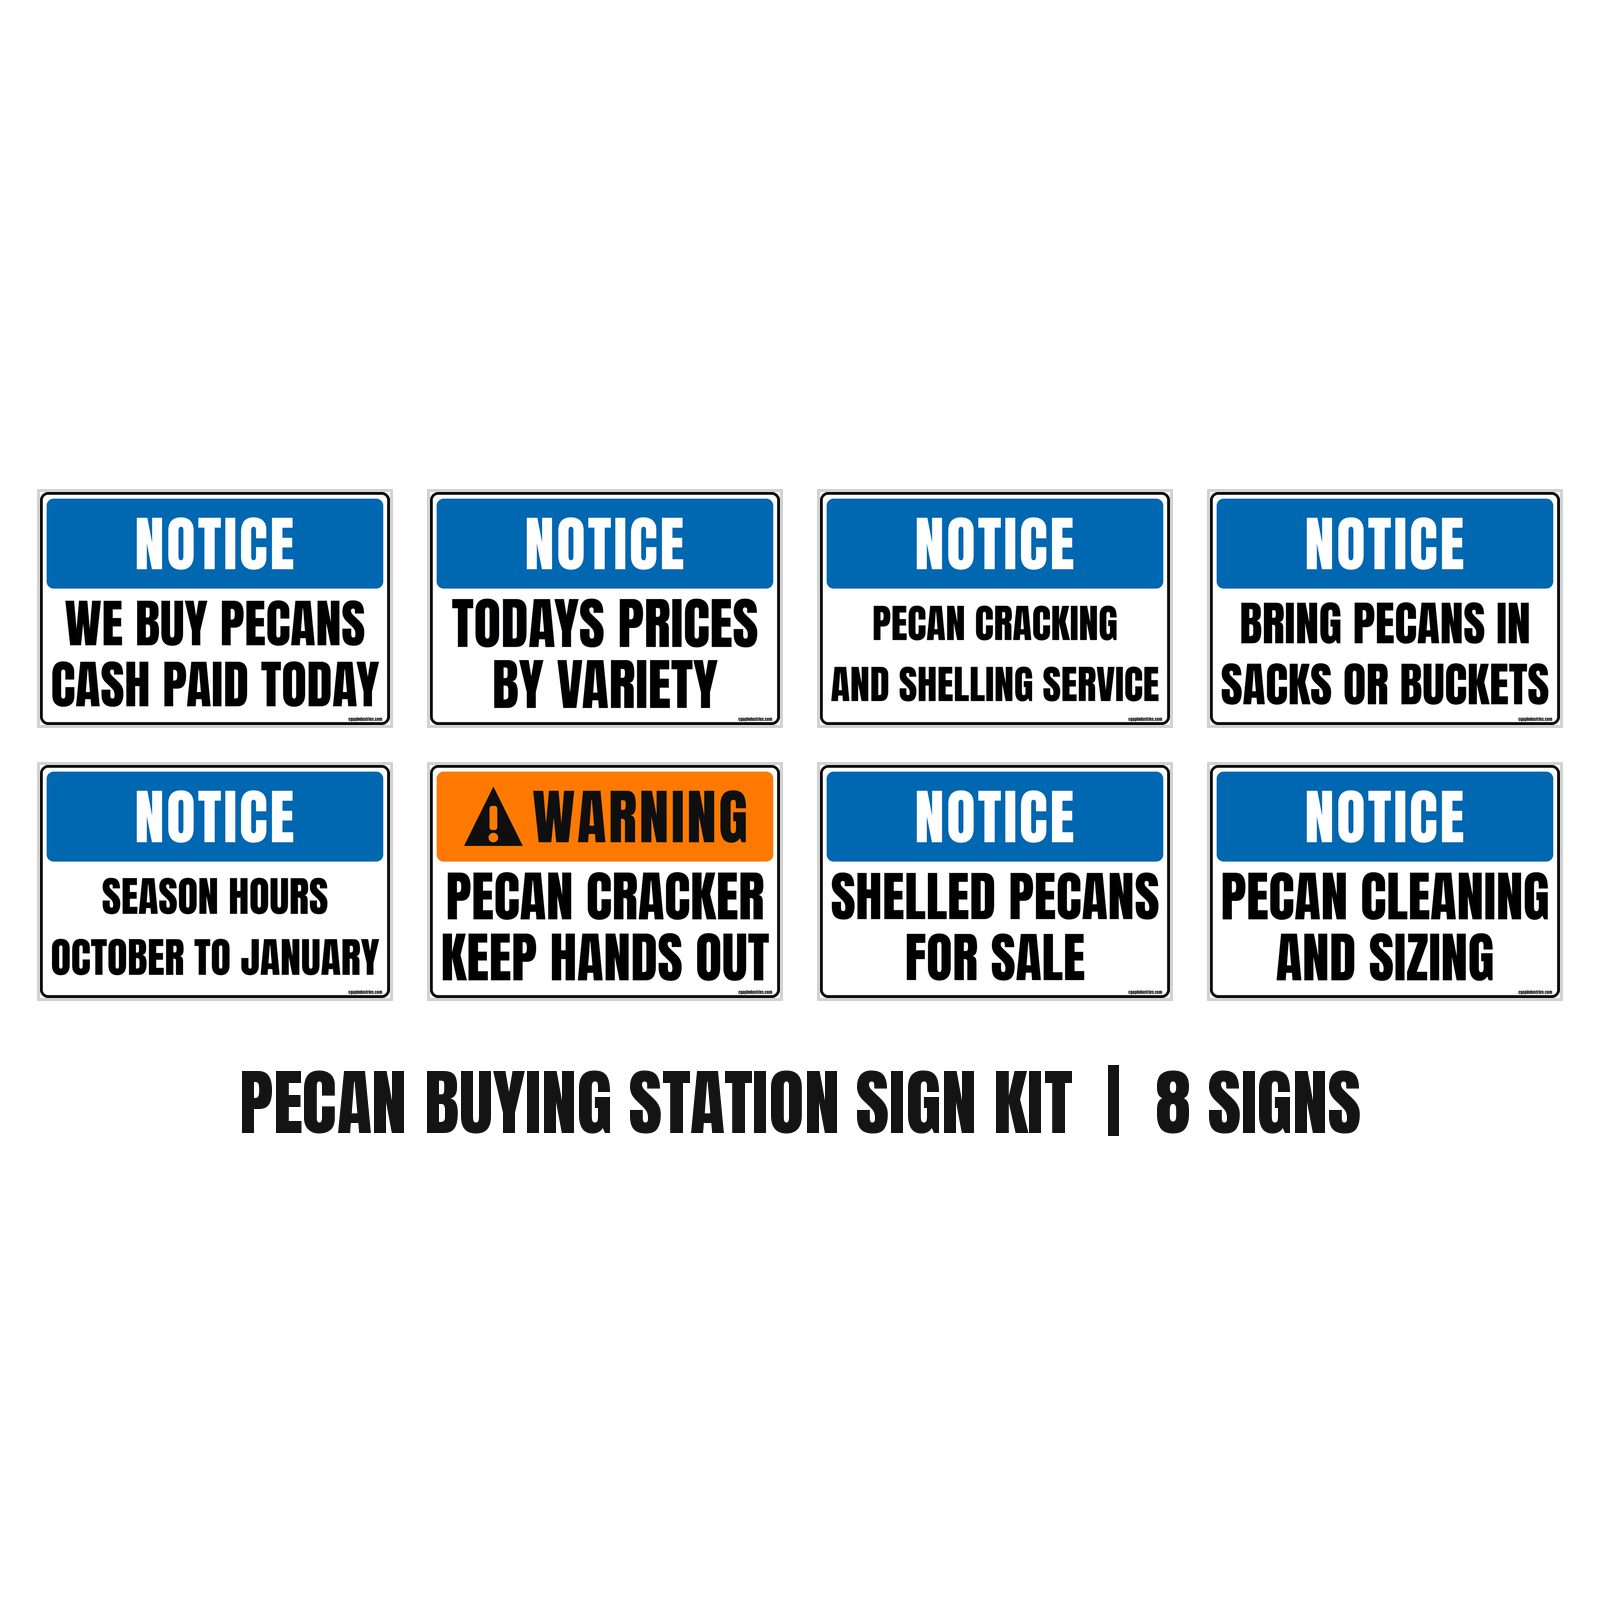 NOTICE
WE BUY PECANS
CASH PAID TODAY
cgaphindustries.com
NOTICE
TODAYS PRICES
BY VARIETY
NOTICE
PECAN CRACKING
AND SHELLING SERVICE
NOTICE
BRING PECANS IN
SACKS OR BUCKETS
NOTICE
SEASON HOURS
OCTOBER TO JANUARY
WARNING
PECAN CRACKER
KEEP HANDS OUT
NOTICE
SHELLED PECANS
FOR SALE
NOTICE
PECAN CLEANING
AND SIZING
PECAN BUYING STATION SIGN KIT | 8 SIGNS